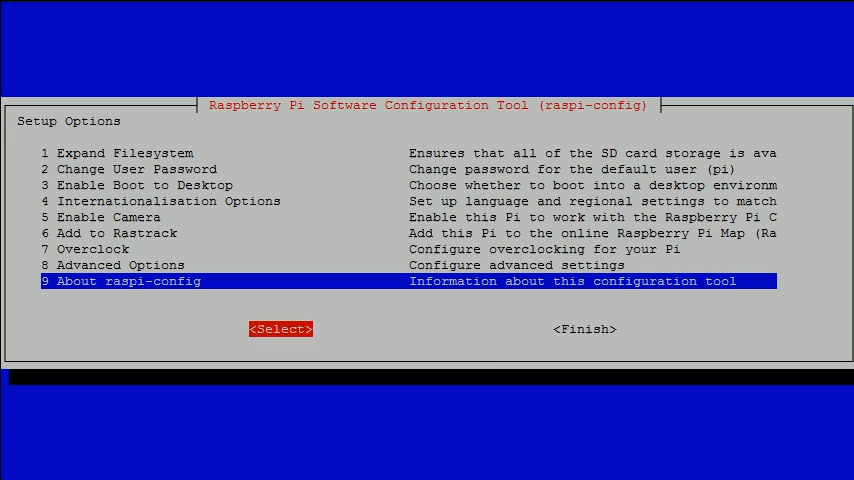 Raspberry Pi Software Configuration Tool (raspi-config)
Setup Options
1 Expand Filesystem Ensures that all of the SD card storage is ava
2 Change User Password Change password for the default user (pi)
3 Enable Boot to Desktop Choose whether to boot into a desktop environm
4 Internationalisation Options Set up language and regional settings to match
5 Enable Camera Enable this Pi to work with the Raspberry Pi C
6 Add to Rastrack Add this Pi to the online Raspberry Pi Map (Ra
7 Overclock Configure overclocking for your Pi
8 Advanced Options Configure advanced settings
9 About raspi-config Information about this configuration tool
<Select> <Finish>